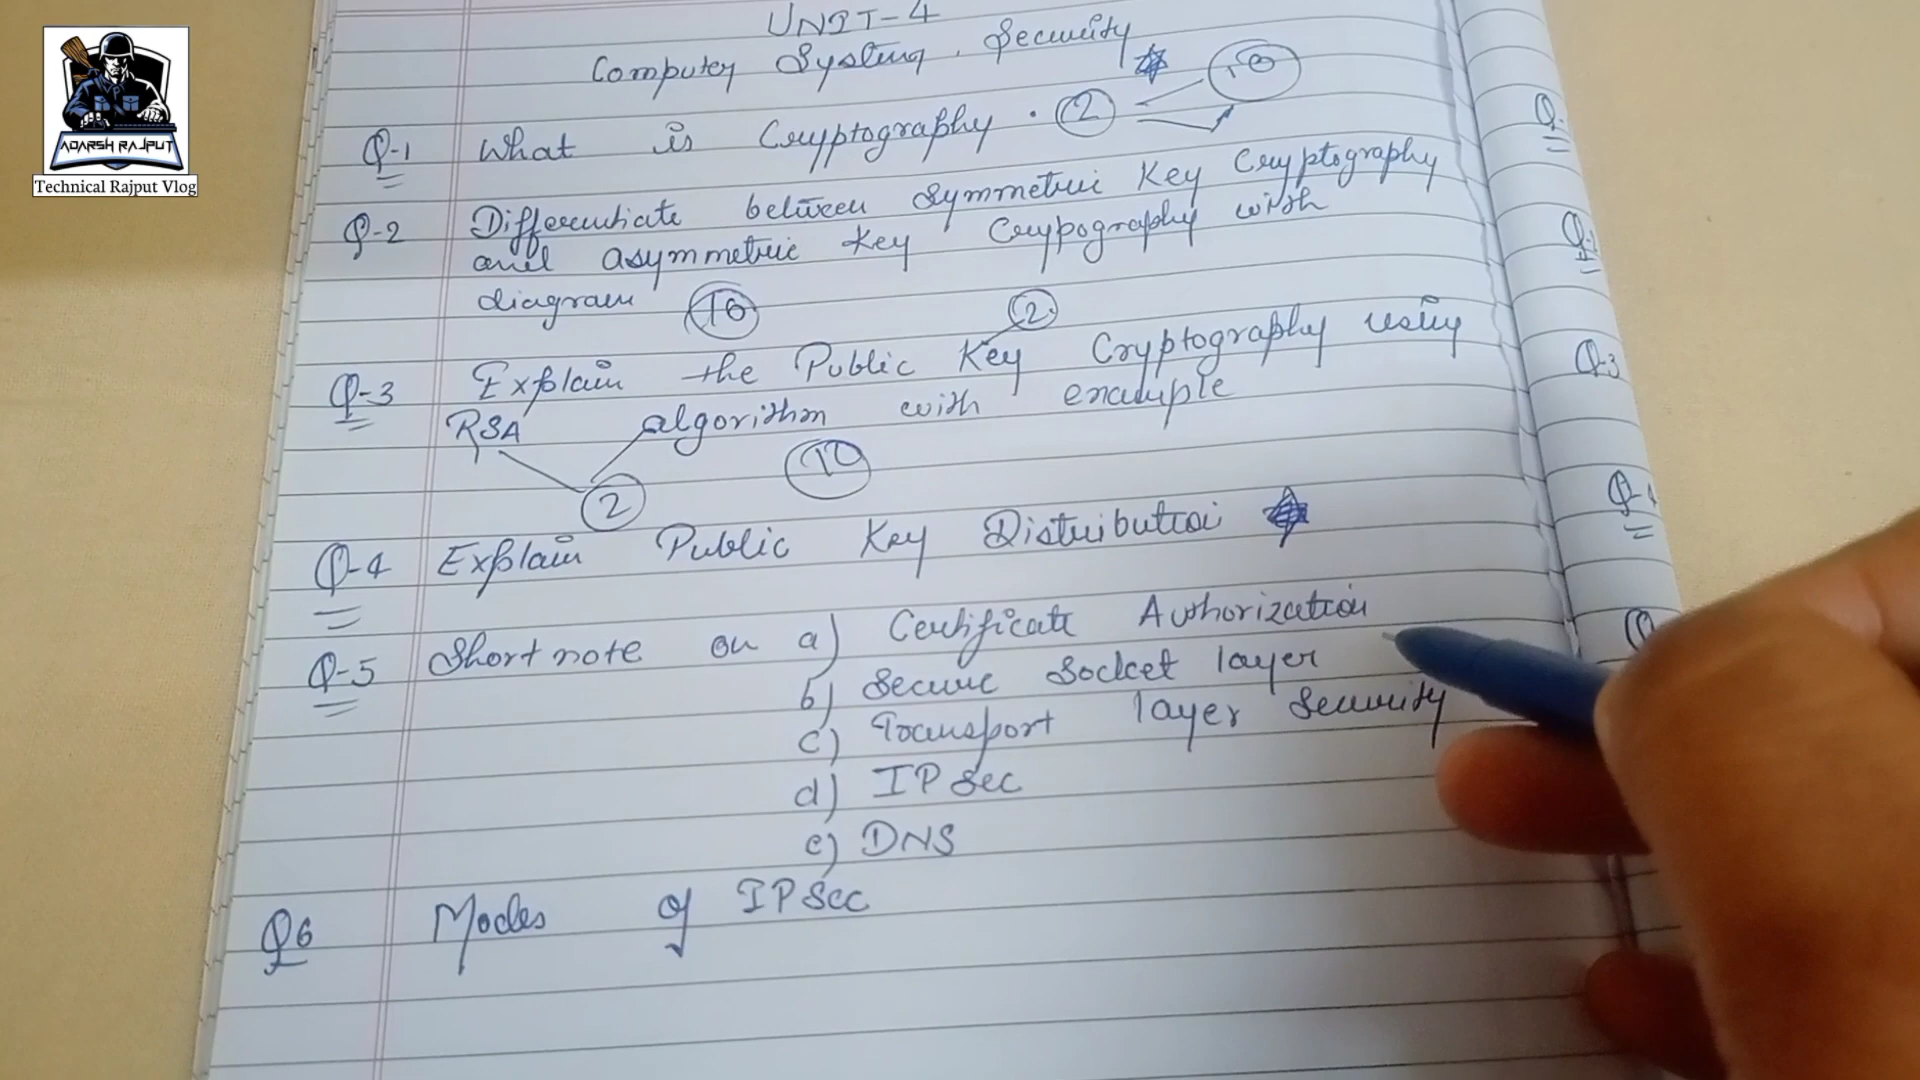 ADARSH RAJPUT
Technical Rajput Vlog
UNIT-4
Computer System Security
Q-1 What is Cryptography. 2
Q-2 Differentiate between Symmetric Key Cryptography
and asymmetric Key Crypography with
diagram 10
2
Q-3 Explain the Public Key Cryptography using
RSA algorithm with example
10
2
Q-4 Explain Public Key Distribution
Q-5 Short note on a) Certificate Authorization
b) Secure Socket layer
c) Transport layer Security
d) IP Sec
e) DNS
Q6 Modes of IP Sec
Q-3